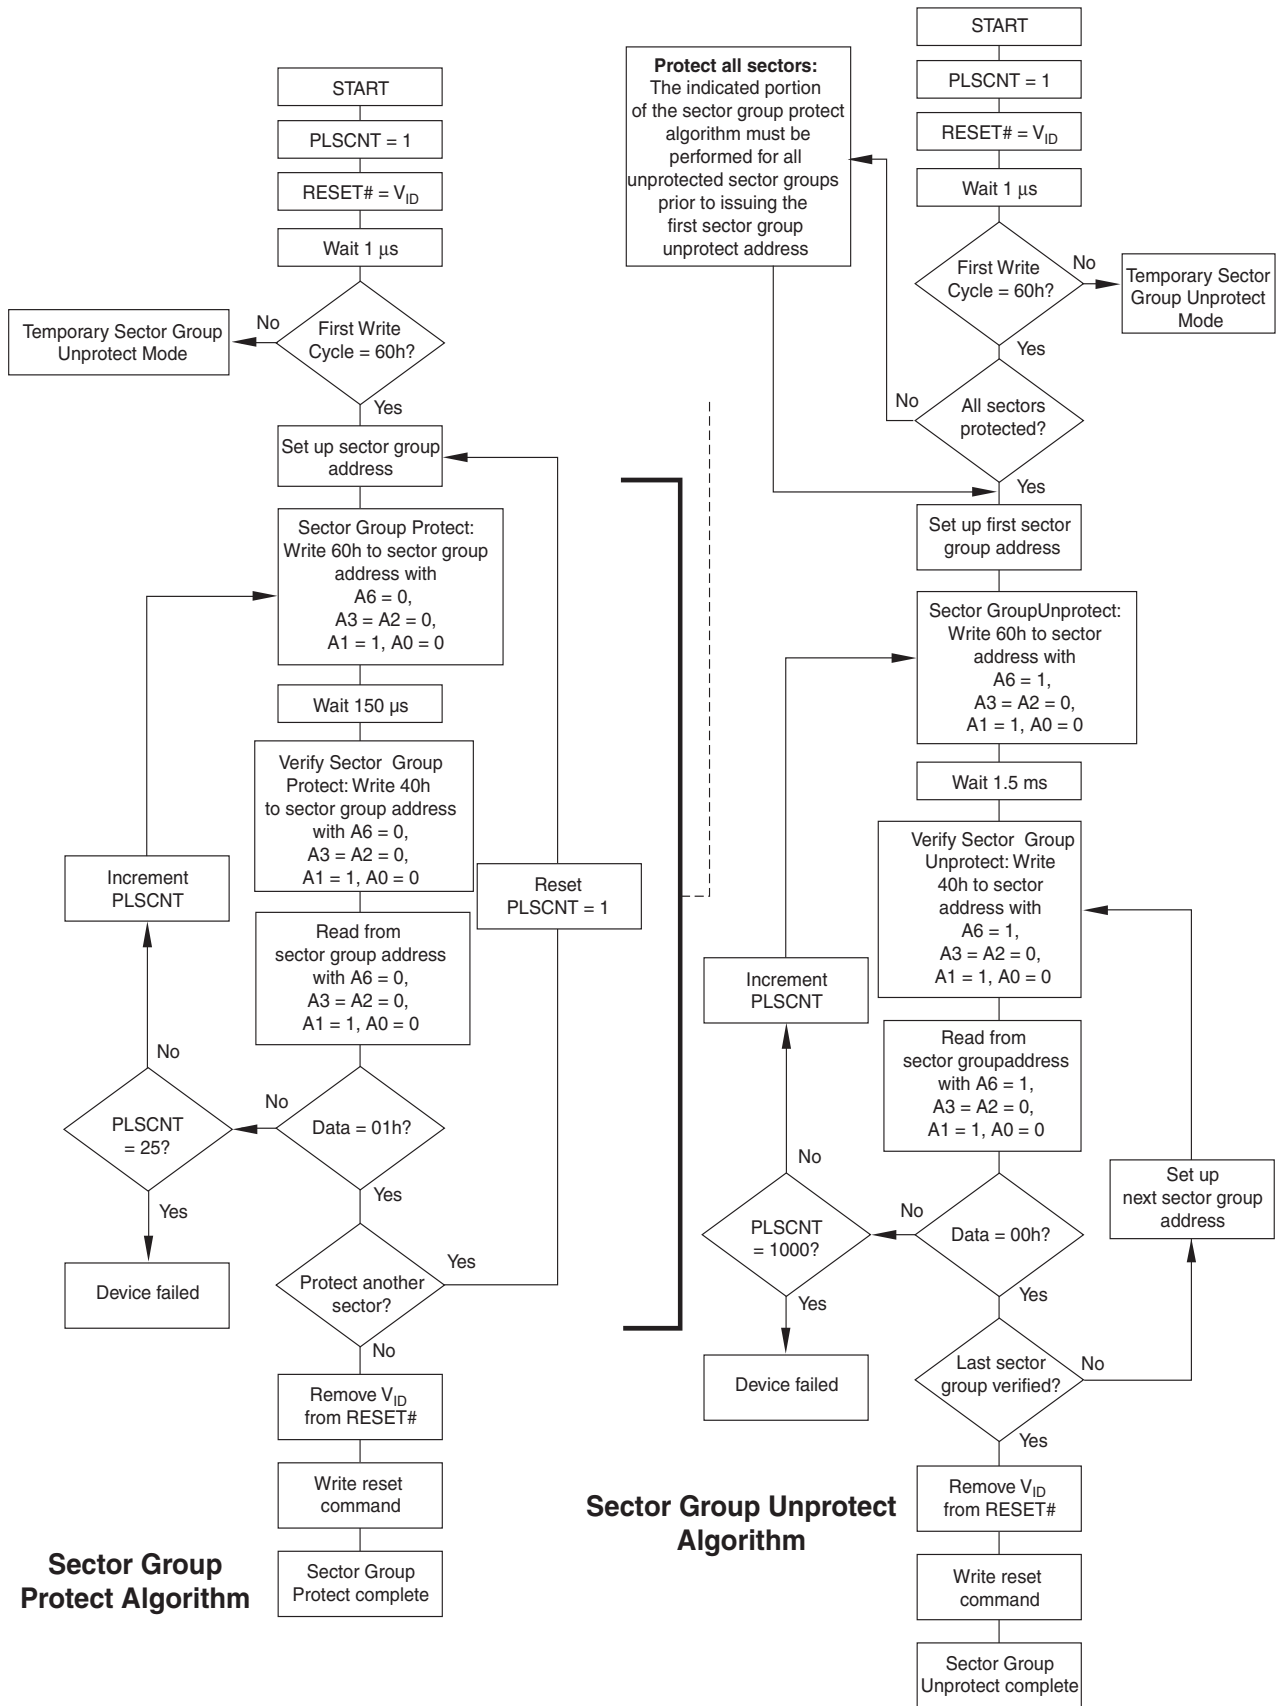 START
PLSCNT = 1
RESET# = VID
Wait 1 μs
First Write
Cycle = 60h?
No
Temporary Sector Group
Unprotect Mode
Yes
Set up sector group
address
Sector Group Protect:
Write 60h to sector group
address with
A6 = 0,
A3 = A2 = 0,
A1 = 1, A0 = 0
Wait 150 μs
Verify Sector Group
Protect: Write 40h
to sector group address
with A6 = 0,
A3 = A2 = 0,
A1 = 1, A0 = 0
Increment
PLSCNT
Reset
PLSCNT = 1
Read from
sector group address
with A6 = 0,
A3 = A2 = 0,
A1 = 1, A0 = 0
No
No
PLSCNT
= 25?
Data = 01h?
Yes
Yes
Device failed
Protect another
sector?
Yes
No
Remove VID
from RESET#
Write reset
command
Sector Group
Protect complete
Sector Group
Protect Algorithm
Protect all sectors:
The indicated portion
of the sector group protect
algorithm must be
performed for all
unprotected sector groups
prior to issuing the
first sector group
unprotect address
START
PLSCNT = 1
RESET# = VID
Wait 1 μs
First Write
Cycle = 60h?
No
Temporary Sector
Group Unprotect
Mode
Yes
No
All sectors
protected?
Yes
Set up first sector
group address
Sector GroupUnprotect:
Write 60h to sector
address with
A6 = 1,
A3 = A2 = 0,
A1 = 1, A0 = 0
Wait 1.5 ms
Verify Sector Group
Unprotect: Write
40h to sector
address with
A6 = 1,
A3 = A2 = 0,
A1 = 1, A0 = 0
Increment
PLSCNT
Read from
sector groupaddress
with A6 = 1,
A3 = A2 = 0,
A1 = 1, A0 = 0
No
No
PLSCNT
= 1000?
Data = 00h?
Set up
next sector group
address
Yes
Yes
Device failed
Last sector
group verified?
No
Yes
Remove VID
from RESET#
Write reset
command
Sector Group
Unprotect complete
Sector Group Unprotect
Algorithm